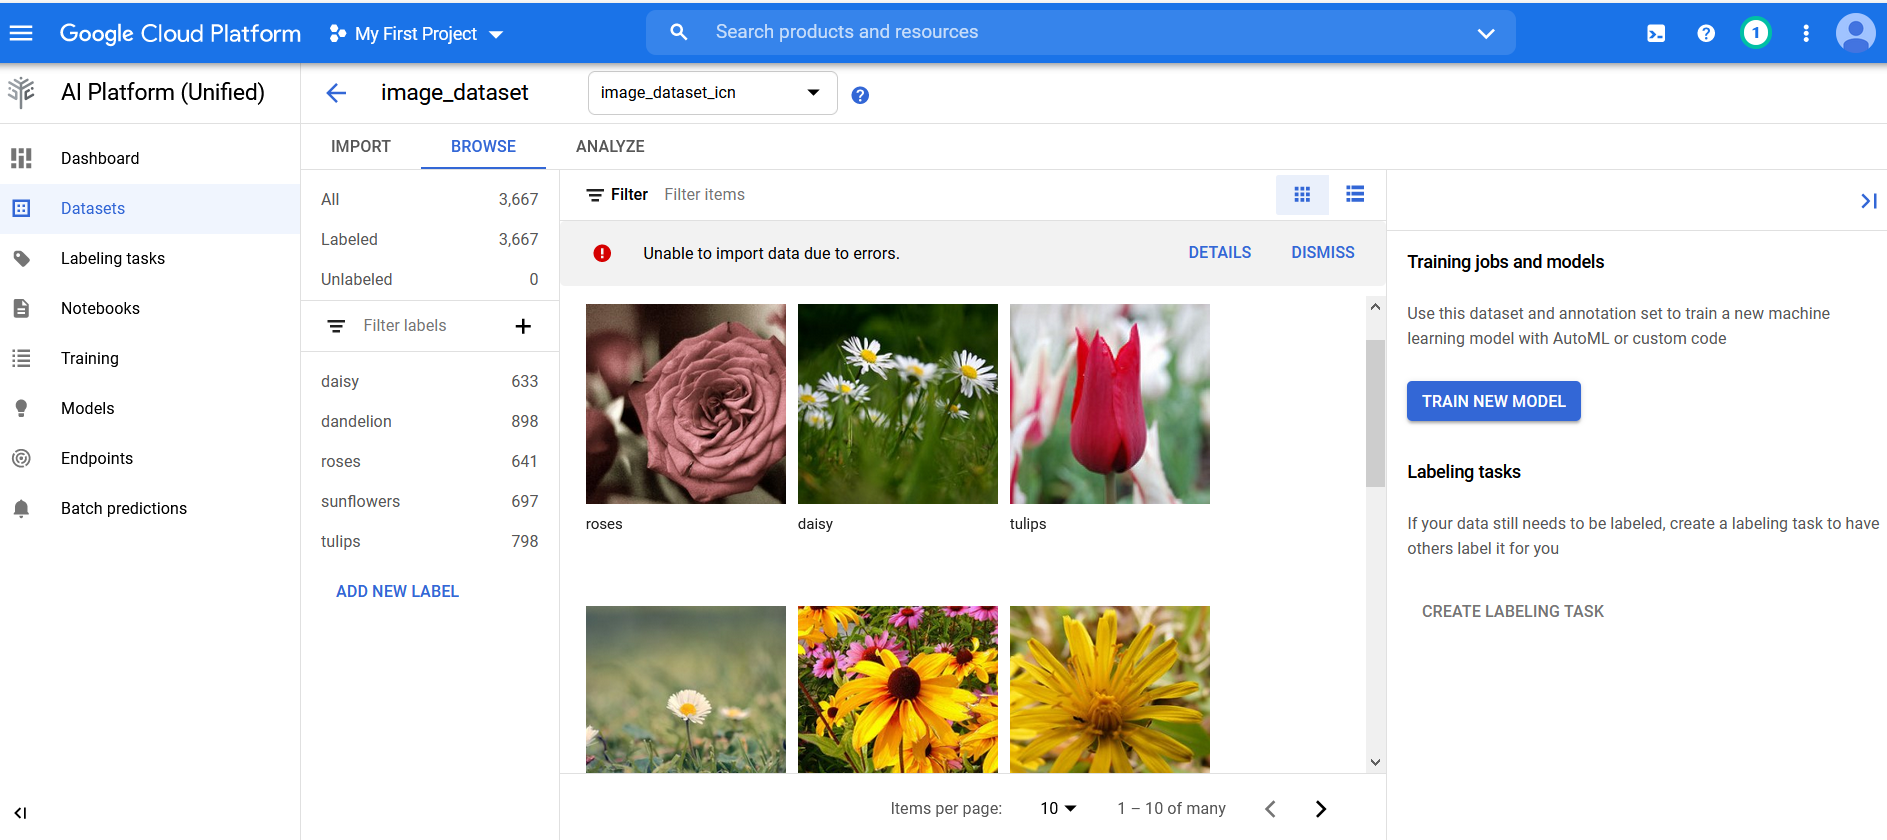 Google Cloud Platform
My First Project
Search products and resources
1
AI Platform (Unified)
image_dataset
image_dataset_icn
Dashboard
Datasets
Labeling tasks
Notebooks
Training
Models
Endpoints
Batch predictions
IMPORT BROWSE ANALYZE
All 3,667
Labeled 3,667
Unlabeled 0
Filter labels
daisy 633
dandelion 898
roses 641
sunflowers 697
tulips 798
ADD NEW LABEL
Filter Filter items
Unable to import data due to errors. DETAILS DISMISS
roses daisy tulips
Items per page: 10 1 – 10 of many
Training jobs and models
Use this dataset and annotation set to train a new machine
learning model with AutoML or custom code
TRAIN NEW MODEL
Labeling tasks
If your data still needs to be labeled, create a labeling task to have
others label it for you
CREATE LABELING TASK